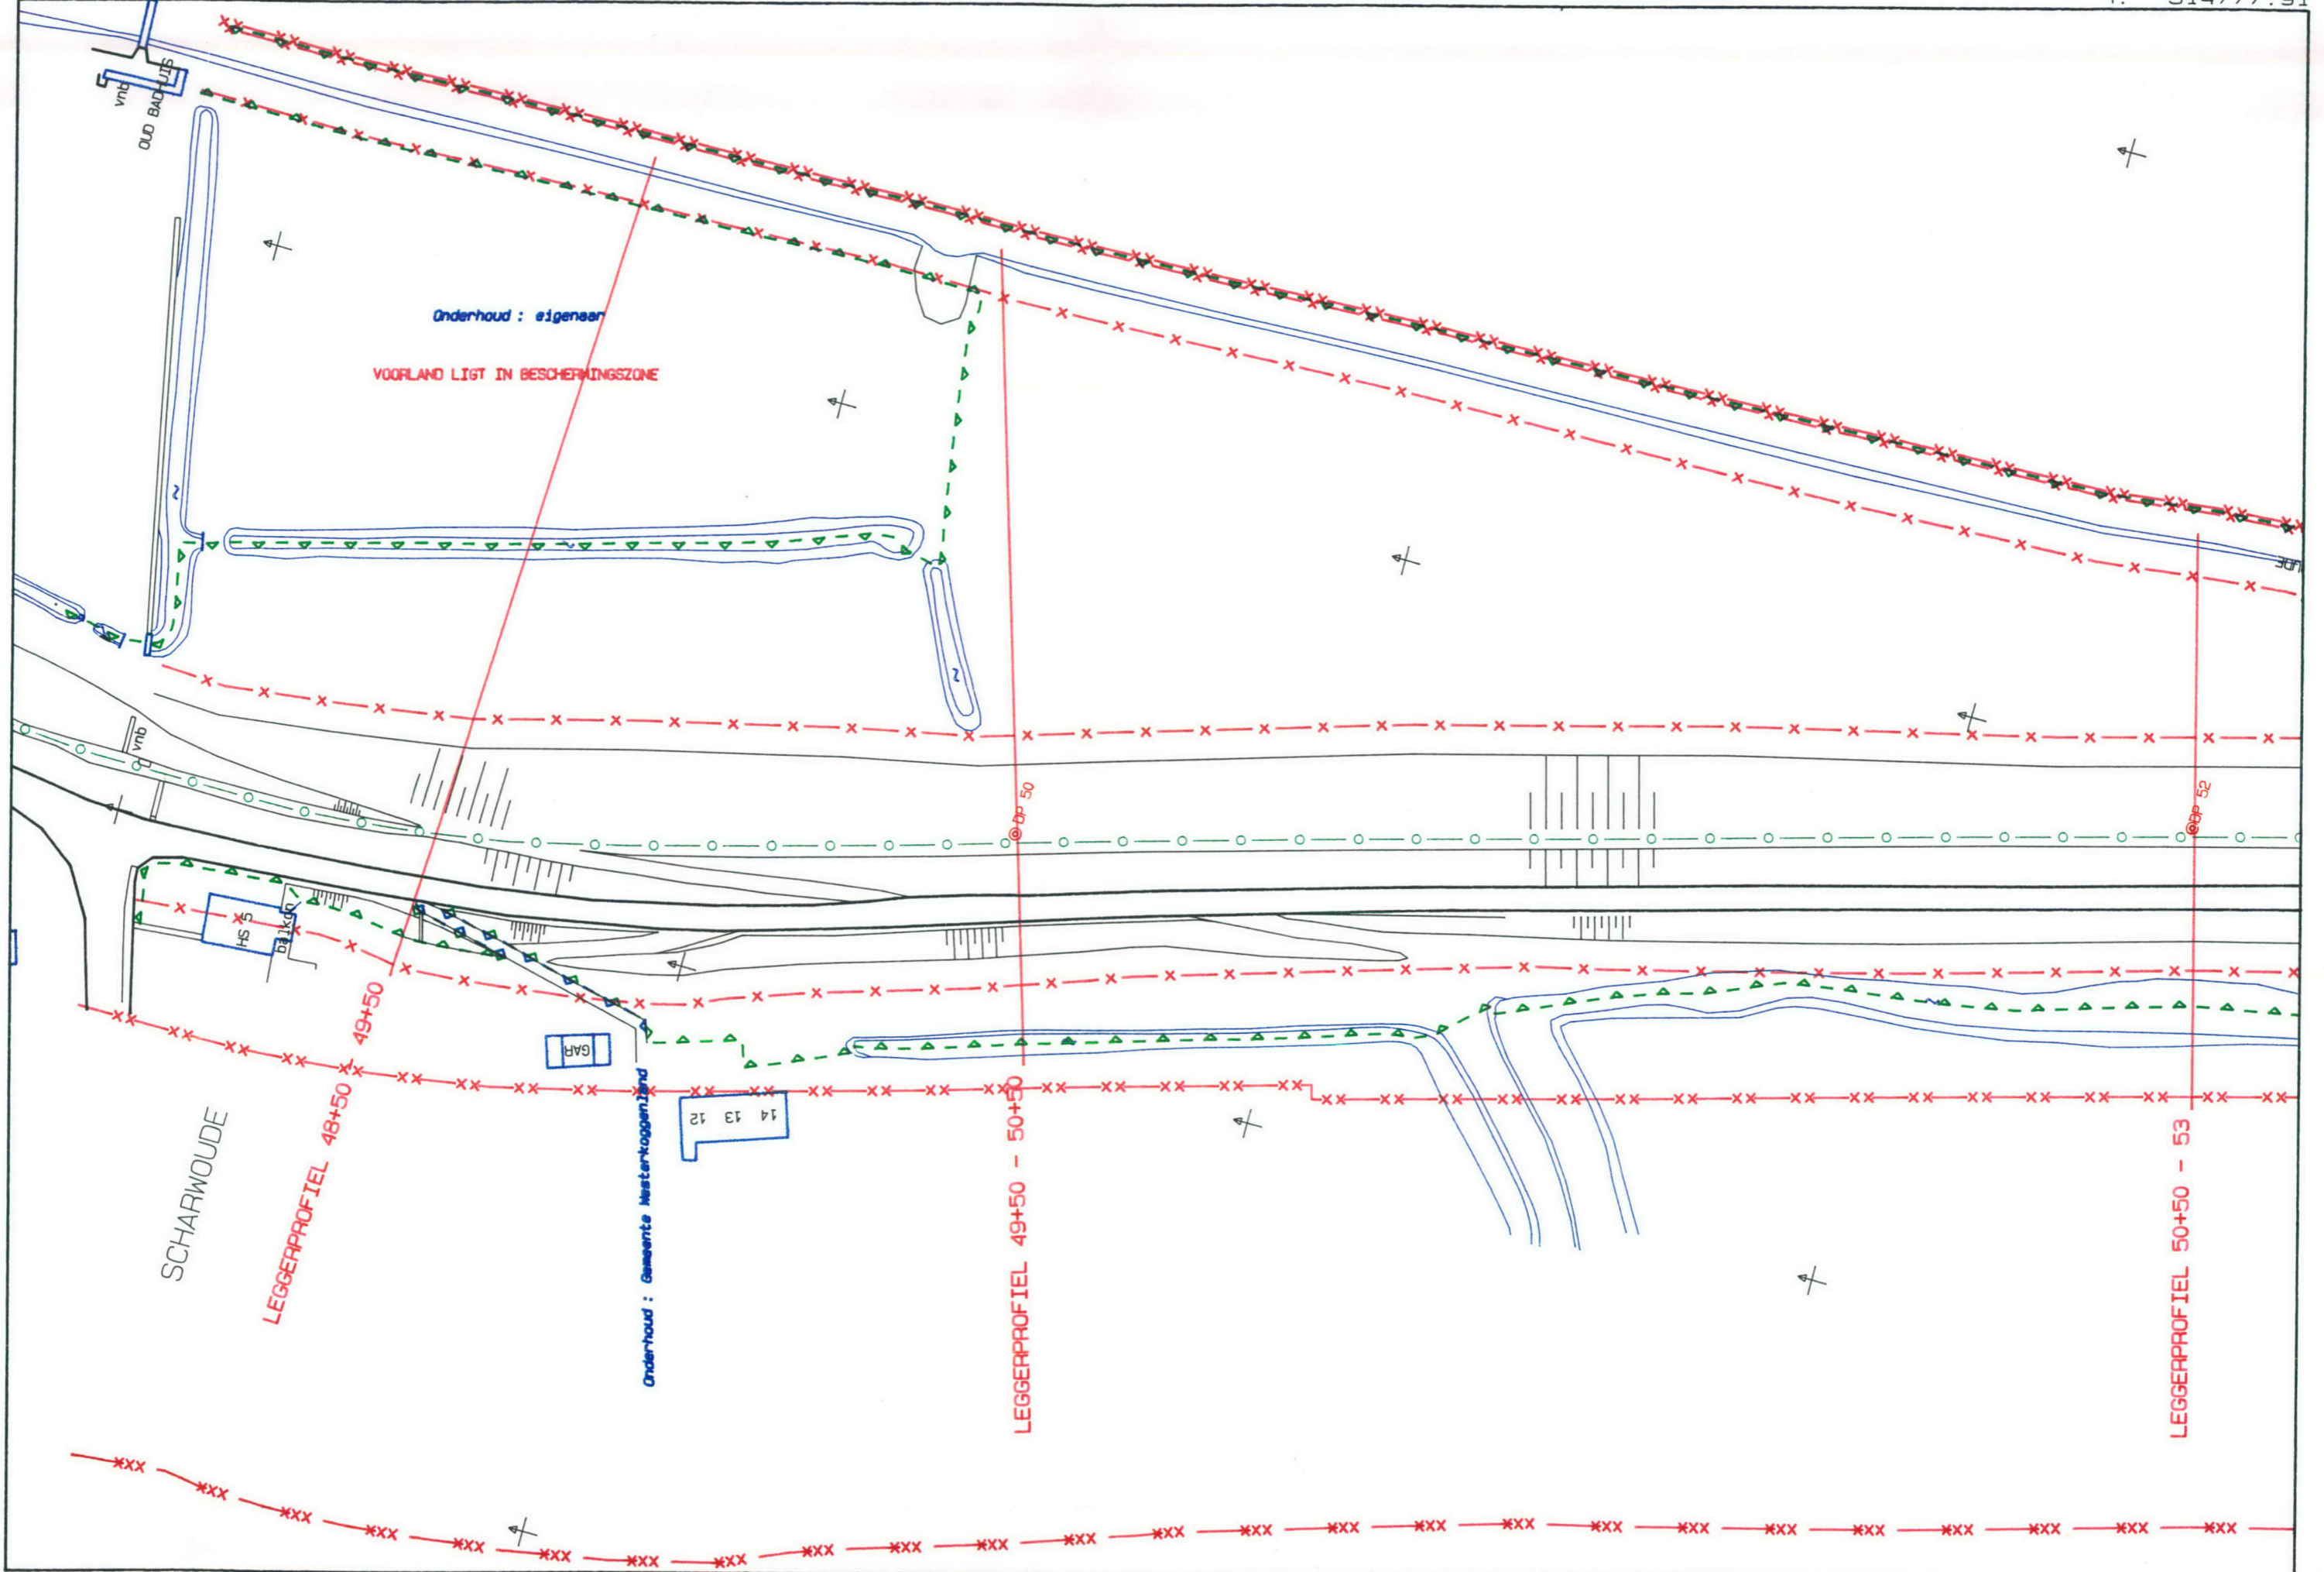 vnb
OUD BADHUIS
Onderhoud : eigenaar
VOORLAND LIGT IN BESCHERMINGSZONE
vnb
DP 50
DP 52
HS 5
balkon
GAR
12 13 14
SCHARWOUDE
LEGGERPROFIEL 48+50 - 49+50
Onderhoud : Gemeente Westerkoggenland
LEGGERPROFIEL 49+50 - 50+50
LEGGERPROFIEL 50+50 - 53